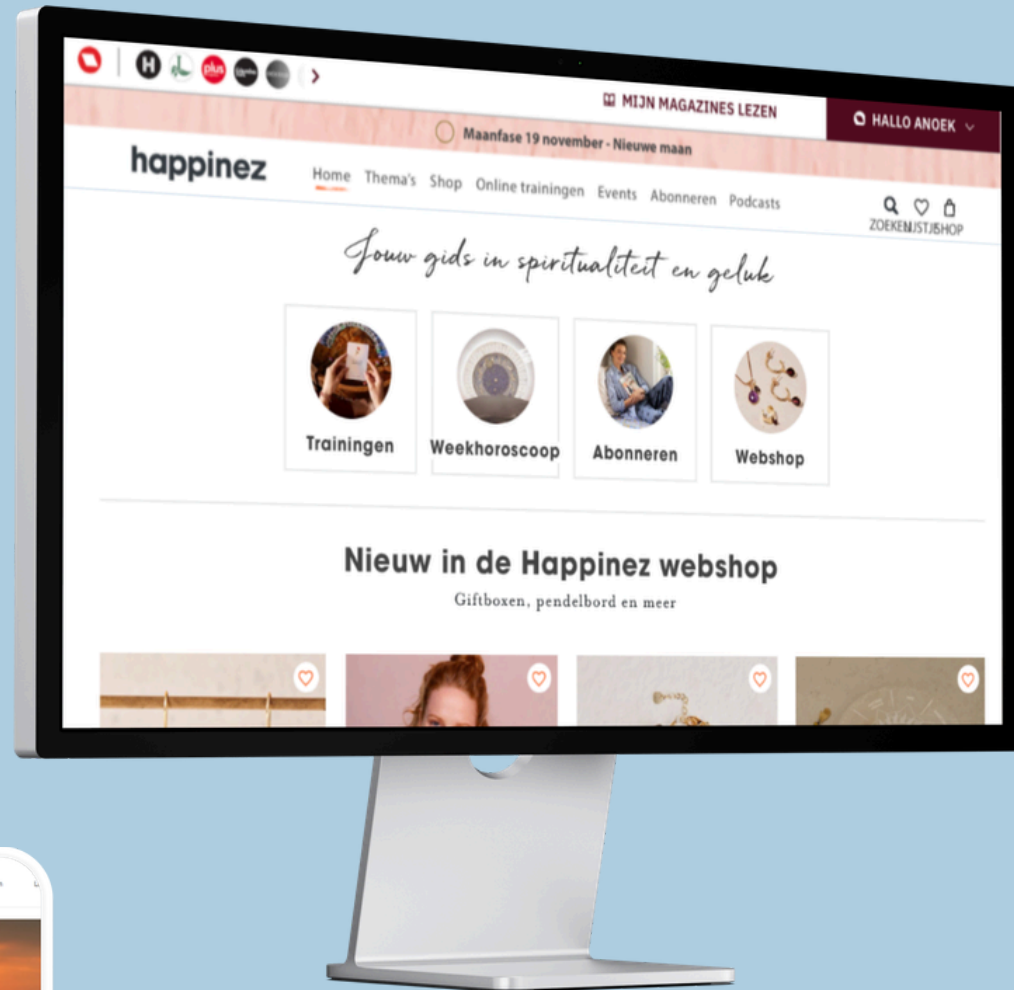 H
plus
MIJN MAGAZINES LEZEN
HALLO ANOEK
Maanfase 19 november - Nieuwe maan
happinez
Home Thema's Shop Online trainingen Events Abonneren Podcasts
ZOEKEN SHOP
Jouw gids in spiritualiteit en geluk
Trainingen Weekhoroscoop Abonneren Webshop
Nieuw in de Happinez webshop
Giftboxen, pendelbord en meer